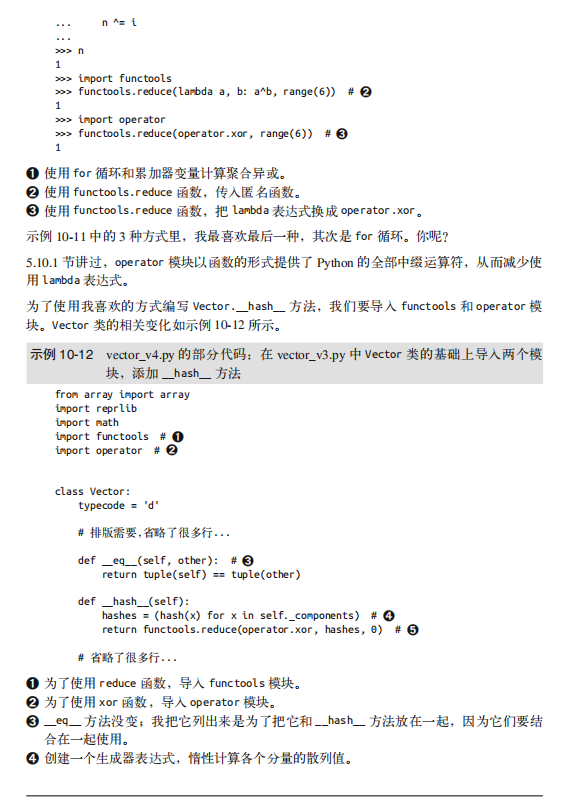 ...     n ^= i
...
>>> n
1
>>> import functools
>>> functools.reduce(lambda a, b: a^b, range(6))  # ❷
1
>>> import operator
>>> functools.reduce(operator.xor, range(6))  # ❸
1
❶ 使用 for 循环和累加器变量计算聚合异或。
❷ 使用 functools.reduce 函数，传入匿名函数。
❸ 使用 functools.reduce 函数，把 lambda 表达式换成 operator.xor。
示例 10-11 中的 3 种方式里，我最喜欢最后一种，其次是 for 循环。你呢？
5.10.1 节讲过，operator 模块以函数的形式提供了 Python 的全部中缀运算符，从而减少使
用 lambda 表达式。
为了使用我喜欢的方式编写 Vector.__hash__ 方法，我们要导入 functools 和 operator 模
块。Vector 类的相关变化如示例 10-12 所示。
示例 10-12 vector_v4.py 的部分代码：在 vector_v3.py 中 Vector 类的基础上导入两个模
块，添加 __hash__ 方法
from array import array
import reprlib
import math
import functools  # ❶
import operator  # ❷
class Vector:
    typecode = 'd'
    # 排版需要,省略了很多行...
    def __eq__(self, other):  # ❸
        return tuple(self) == tuple(other)
    def __hash__(self):
        hashes = (hash(x) for x in self._components)  # ❹
        return functools.reduce(operator.xor, hashes, 0)  # ❺
    # 省略了很多行...
❶ 为了使用 reduce 函数，导入 functools 模块。
❷ 为了使用 xor 函数，导入 operator 模块。
❸ __eq__ 方法没变；我把它列出来是为了把它和 __hash__ 方法放在一起，因为它们要结
合在一起使用。
❹ 创建一个生成器表达式，惰性计算各个分量的散列值。